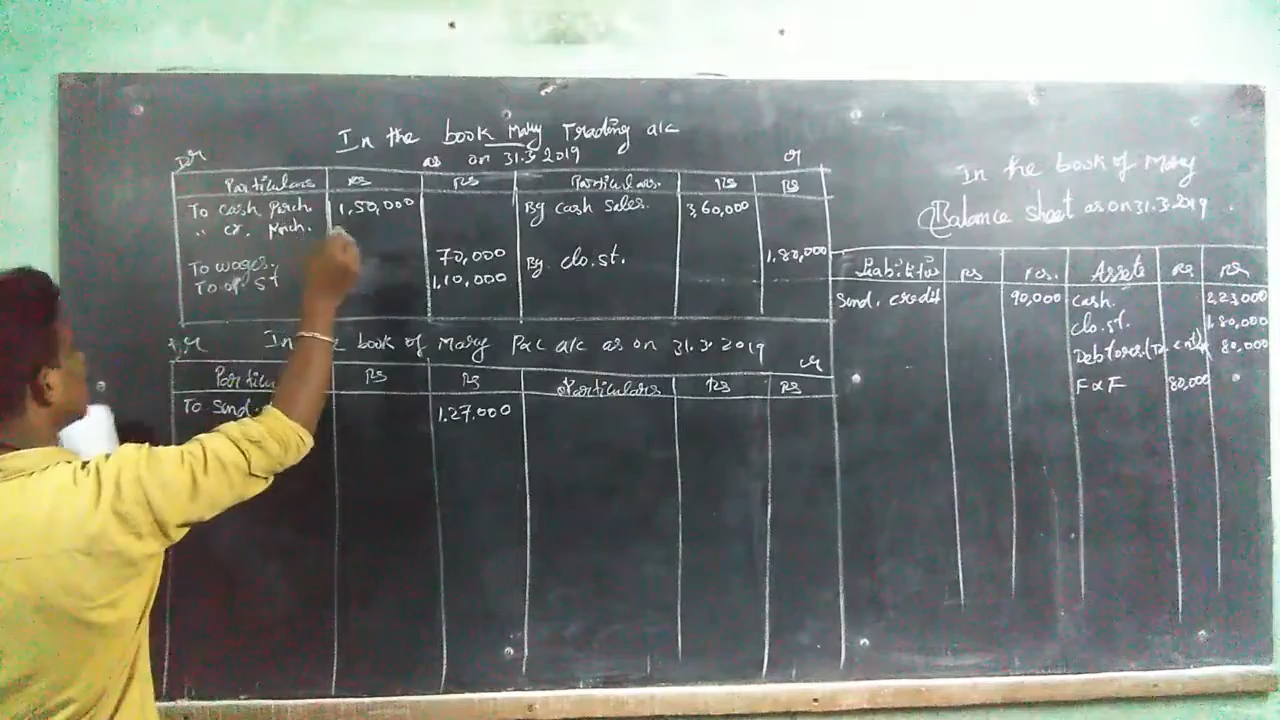 In the book Mary Trading a/c
as on 31.3 2019
Dr
Cr
Particulars Rs Rs Particulars. Rs Rs
To cash Purch. 1,50,000 By cash Sales. 3,60,000
" cr. Purch.
To wages. 70,000 By clo.st. 1.80,000
To op. st 1,10,000
Dr In book of Mary P&L a/c as on 31.3.2019 Cr
Rs Rs Particulars Rs Rs
To Sund. 1.27.000
In the book of Mary
Balance sheet as on 31.3.2019.
Liabilities Rs Rs. Assets Rs Rs
Sund. credit 90,000 Cash. 2,23,000
Clo.st. 1.80,000
Debtors. 80,000
F & F 80,000